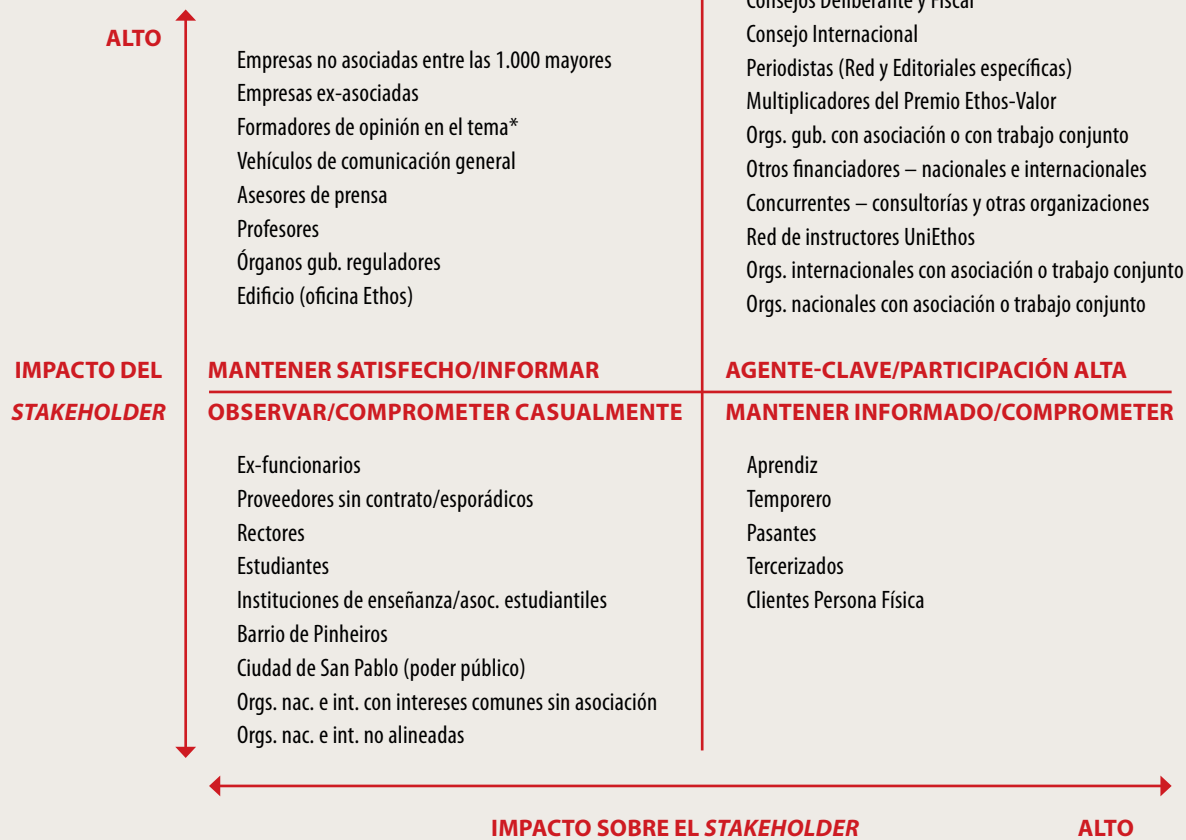 ALTO
Empresas no asociadas entre las 1.000 mayores
Empresas ex-asociadas
Formadores de opinión en el tema*
Vehículos de comunicación general
Asesores de prensa
Profesores
Órganos gub. reguladores
Edificio (oficina Ethos)
Consejos Deliberante y Fiscal
Consejo Internacional
Periodistas (Red y Editoriales específicas)
Multiplicadores del Premio Ethos-Valor
Orgs. gub. con asociación o con trabajo conjunto
Otros financiadores – nacionales e internacionales
Concurrentes – consultorías y otras organizaciones
Red de instructores UniEthos
Orgs. internacionales con asociación o trabajo conjunto
Orgs. nacionales con asociación o trabajo conjunto
IMPACTO DEL
STAKEHOLDER
MANTENER SATISFECHO/INFORMAR
AGENTE-CLAVE/PARTICIPACIÓN ALTA
OBSERVAR/COMPROMETER CASUALMENTE
MANTENER INFORMADO/COMPROMETER
Ex-funcionarios
Proveedores sin contrato/esporádicos
Rectores
Estudiantes
Instituciones de enseñanza/asoc. estudiantiles
Barrio de Pinheiros
Ciudad de San Pablo (poder público)
Orgs. nac. e int. con intereses comunes sin asociación
Orgs. nac. e int. no alineadas
Aprendiz
Temporero
Pasantes
Tercerizados
Clientes Persona Física
IMPACTO SOBRE EL STAKEHOLDER
ALTO